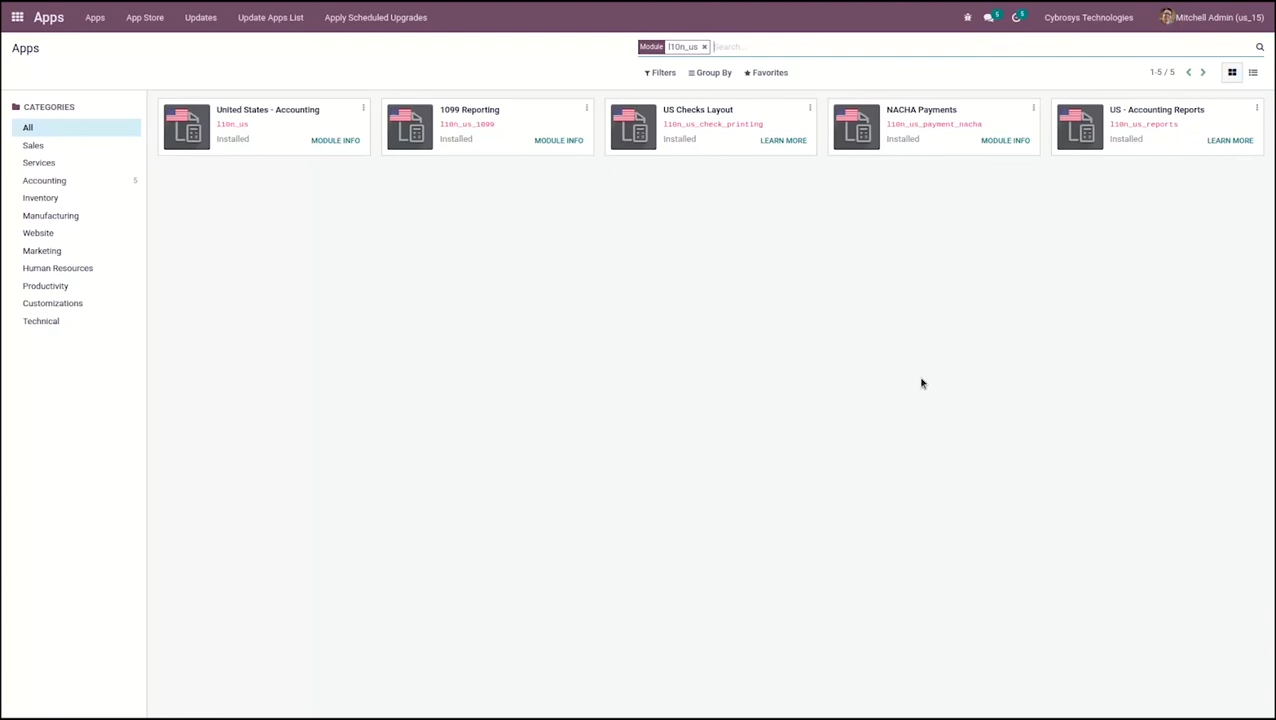 Apps Apps App Store Updates Update Apps List Apply Scheduled Upgrades 5 5 Cybrosys Technologies Mitchell Admin (us_15)
Apps
Module l10n_us × Search...
Filters Group By Favorites 1-5 / 5
CATEGORIES
All
Sales
Services
Accounting 5
Inventory
Manufacturing
Website
Marketing
Human Resources
Productivity
Customizations
Technical
United States - Accounting
l10n_us
Installed MODULE INFO
1099 Reporting
l10n_us_1099
Installed MODULE INFO
US Checks Layout
l10n_us_check_printing
Installed LEARN MORE
NACHA Payments
l10n_us_payment_nacha
Installed MODULE INFO
US - Accounting Reports
l10n_us_reports
Installed LEARN MORE